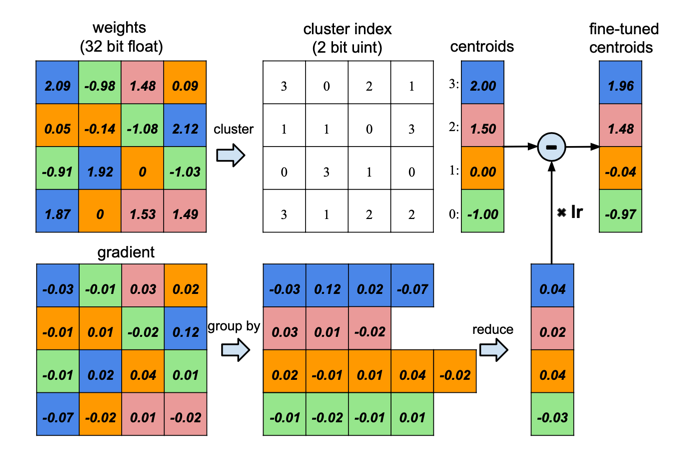 weights
(32 bit float)
cluster index
(2 bit uint)
centroids
fine-tuned
centroids
2.09 -0.98 1.48 0.09
0.05 -0.14 -1.08 2.12
-0.91 1.92 0 -1.03
1.87 0 1.53 1.49
cluster
3 0 2 1
1 1 0 3
0 3 1 0
3 1 2 2
3: 2.00
2: 1.50
1: 0.00
0: -1.00
-
× lr
1.96
1.48
-0.04
-0.97
gradient
-0.03 -0.01 0.03 0.02
-0.01 0.01 -0.02 0.12
-0.01 0.02 0.04 0.01
-0.07 -0.02 0.01 -0.02
group by
-0.03 0.12 0.02 -0.07
0.03 0.01 -0.02
0.02 -0.01 0.01 0.04 -0.02
-0.01 -0.02 -0.01 0.01
reduce
0.04
0.02
0.04
-0.03